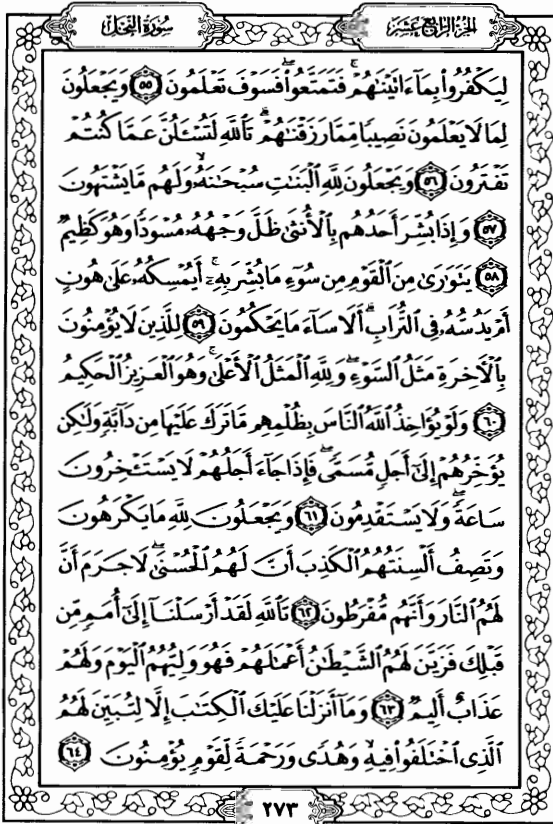 الجزء الرابع عشر
سورة النحل
لِيَكْفُرُوا۟ بِمَآ ءَاتَيْنَٰهُمْ ۚ فَتَمَتَّعُوا۟ ۖ فَسَوْفَ تَعْلَمُونَ ٥٥ وَيَجْعَلُونَ
لِمَا لَا يَعْلَمُونَ نَصِيبًا مِّمَّا رَزَقْنَٰهُمْ ۗ تَٱللَّهِ لَتُسْـَٔلُنَّ عَمَّا كُنتُمْ
تَفْتَرُونَ ٥٦ وَيَجْعَلُونَ لِلَّهِ ٱلْبَنَٰتِ سُبْحَٰنَهُۥ ۙ وَلَهُم مَّا يَشْتَهُونَ
٥٧ وَإِذَا بُشِّرَ أَحَدُهُم بِٱلْأُنثَىٰ ظَلَّ وَجْهُهُۥ مُسْوَدًّا وَهُوَ كَظِيمٌ
٥٨ يَتَوَٰرَىٰ مِنَ ٱلْقَوْمِ مِن سُوٓءِ مَا بُشِّرَ بِهِۦٓ ۚ أَيُمْسِكُهُۥ عَلَىٰ هُونٍ
أَمْ يَدُسُّهُۥ فِى ٱلتُّرَابِ ۗ أَلَا سَآءَ مَا يَحْكُمُونَ ٥٩ لِلَّذِينَ لَا يُؤْمِنُونَ
بِٱلْءَاخِرَةِ مَثَلُ ٱلسَّوْءِ ۖ وَلِلَّهِ ٱلْمَثَلُ ٱلْأَعْلَىٰ ۚ وَهُوَ ٱلْعَزِيزُ ٱلْحَكِيمُ
٦٠ وَلَوْ يُؤَاخِذُ ٱللَّهُ ٱلنَّاسَ بِظُلْمِهِم مَّا تَرَكَ عَلَيْهَا مِن دَآبَّةٍ وَلَٰكِن
يُؤَخِّرُهُمْ إِلَىٰٓ أَجَلٍ مُّسَمًّى ۖ فَإِذَا جَآءَ أَجَلُهُمْ لَا يَسْتَـْٔخِرُونَ
سَاعَةً ۖ وَلَا يَسْتَقْدِمُونَ ٦١ وَيَجْعَلُونَ لِلَّهِ مَا يَكْرَهُونَ
وَتَصِفُ أَلْسِنَتُهُمُ ٱلْكَذِبَ أَنَّ لَهُمُ ٱلْحُسْنَىٰ ۖ لَا جَرَمَ أَنَّ
لَهُمُ ٱلنَّارَ وَأَنَّهُم مُّفْرَطُونَ ٦٢ تَٱللَّهِ لَقَدْ أَرْسَلْنَآ إِلَىٰٓ أُمَمٍ مِّن
قَبْلِكَ فَزَيَّنَ لَهُمُ ٱلشَّيْطَٰنُ أَعْمَٰلَهُمْ فَهُوَ وَلِيُّهُمُ ٱلْيَوْمَ وَلَهُمْ
عَذَابٌ أَلِيمٌ ٦٣ وَمَآ أَنزَلْنَا عَلَيْكَ ٱلْكِتَٰبَ إِلَّا لِتُبَيِّنَ لَهُمُ
ٱلَّذِى ٱخْتَلَفُوا۟ فِيهِ ۙ وَهُدًى وَرَحْمَةً لِّقَوْمٍ يُؤْمِنُونَ ٦٤
٢٧٣